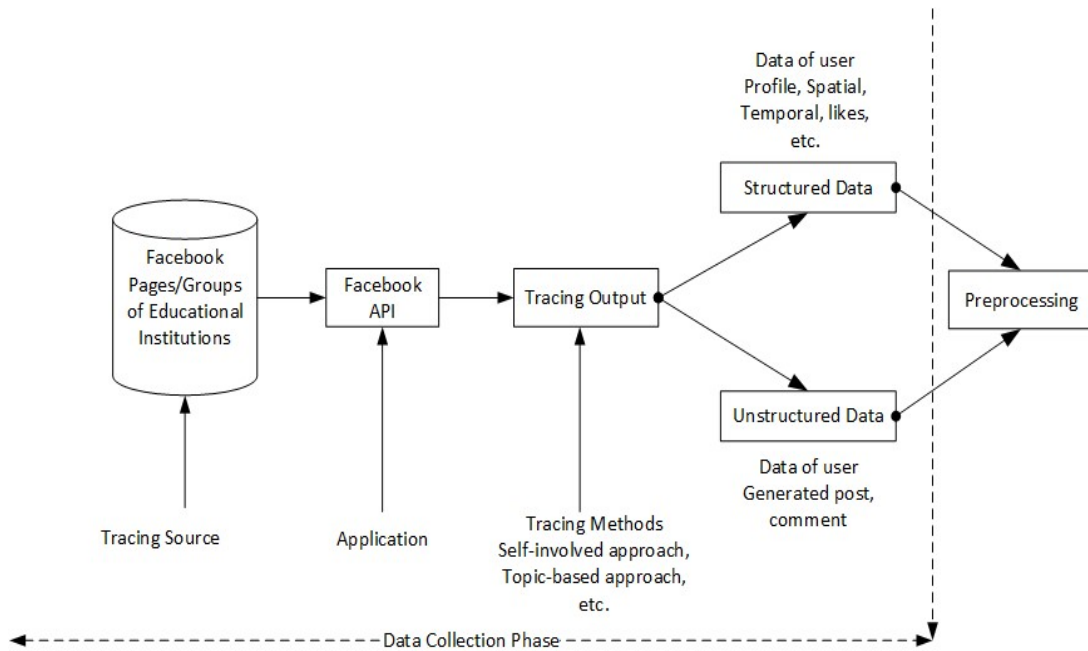 Data of user
Profile, Spatial,
Temporal, likes,
etc.
Structured Data
Facebook
Pages/Groups
of Educational
Institutions
Facebook
API
Tracing Output
Preprocessing
Unstructured Data
Data of user
Generated post,
comment
Tracing Source
Application
Tracing Methods
Self-involved approach,
Topic-based approach,
etc.
Data Collection Phase